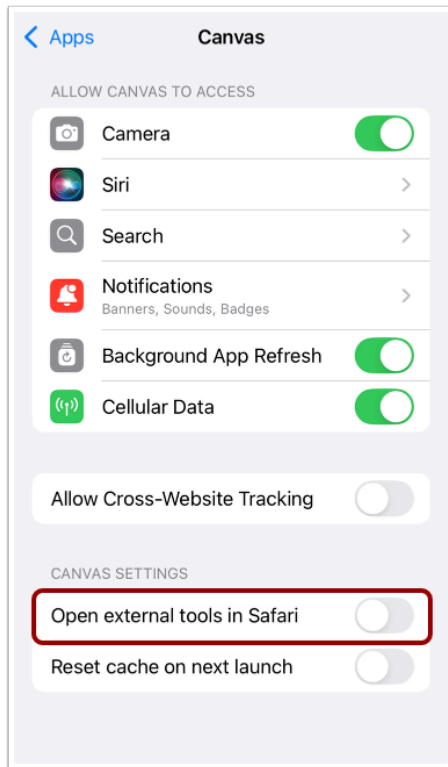 Apps
Canvas
ALLOW CANVAS TO ACCESS
Camera
Siri
Search
Notifications
Banners, Sounds, Badges
Background App Refresh
Cellular Data
Allow Cross-Website Tracking
CANVAS SETTINGS
Open external tools in Safari
Reset cache on next launch